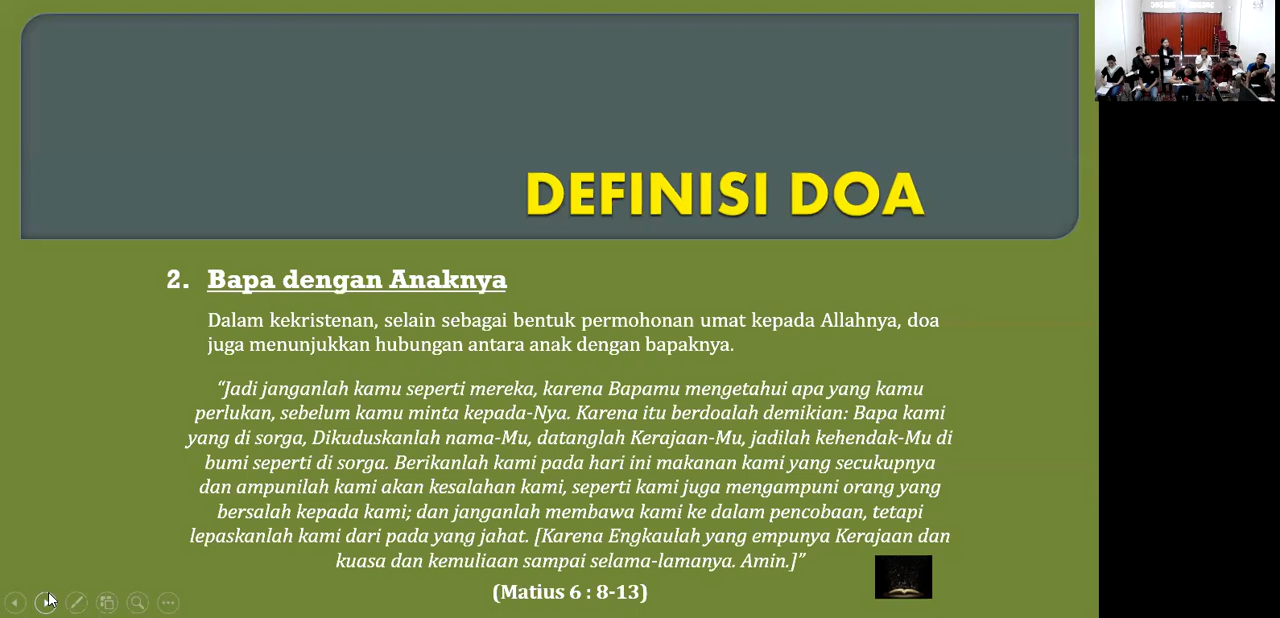 DEFINISI DOA
2. Bapa dengan Anaknya
Dalam kekristenan, selain sebagai bentuk permohonan umat kepada Allahnya, doa
juga menunjukkan hubungan antara anak dengan bapaknya.
“Jadi janganlah kamu seperti mereka, karena Bapamu mengetahui apa yang kamu
perlukan, sebelum kamu minta kepada-Nya. Karena itu berdoalah demikian: Bapa kami
yang di sorga, Dikuduskanlah nama-Mu, datanglah Kerajaan-Mu, jadilah kehendak-Mu di
bumi seperti di sorga. Berikanlah kami pada hari ini makanan kami yang secukupnya
dan ampunilah kami akan kesalahan kami, seperti kami juga mengampuni orang yang
bersalah kepada kami; dan janganlah membawa kami ke dalam pencobaan, tetapi
lepaskanlah kami dari pada yang jahat. [Karena Engkaulah yang empunya Kerajaan dan
kuasa dan kemuliaan sampai selama-lamanya. Amin.]”
(Matius 6 : 8-13)